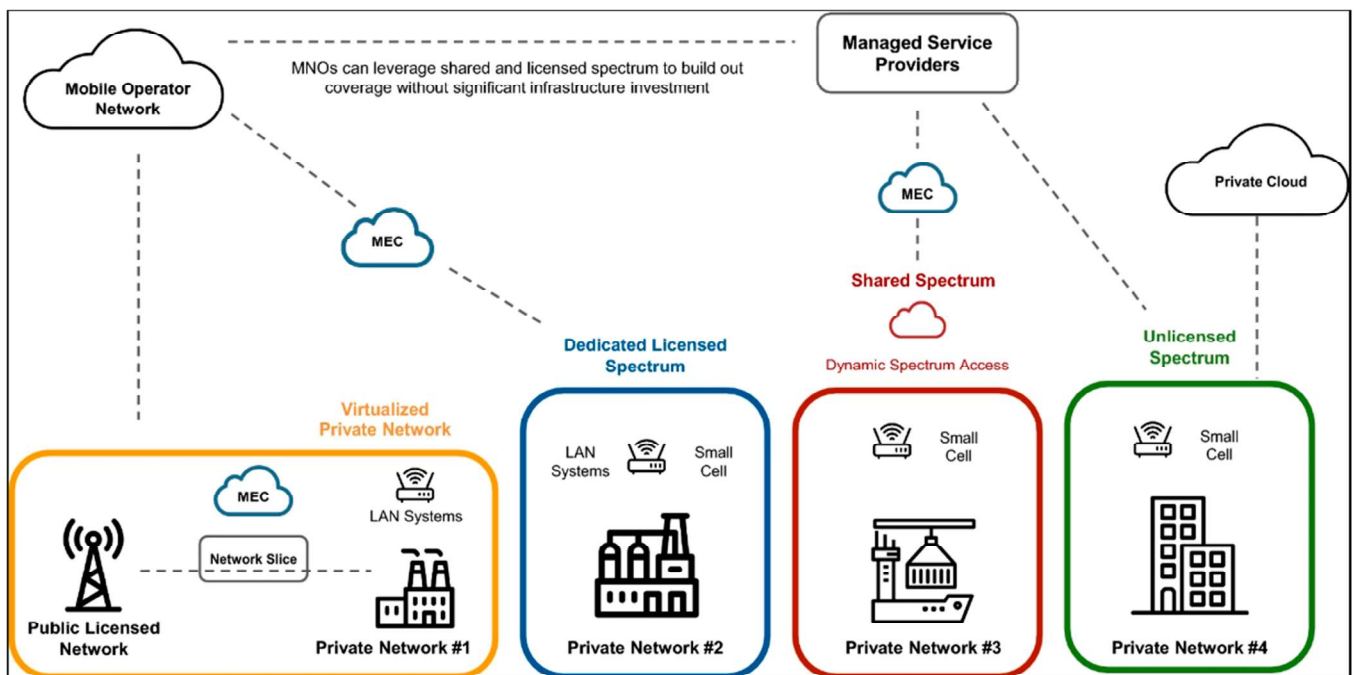 Mobile Operator
Network
MNOs can leverage shared and licensed spectrum to build out
coverage without significant infrastructure investment
Managed Service
Providers
MEC
MEC
Private Cloud
Shared Spectrum
Dynamic Spectrum Access
Dedicated Licensed
Spectrum
Unlicensed
Spectrum
Virtualized
Private Network
MEC
LAN Systems
Network Slice
Public Licensed
Network
Private Network #1
LAN
Systems
Small
Cell
Private Network #2
Small
Cell
Private Network #3
Small
Cell
Private Network #4